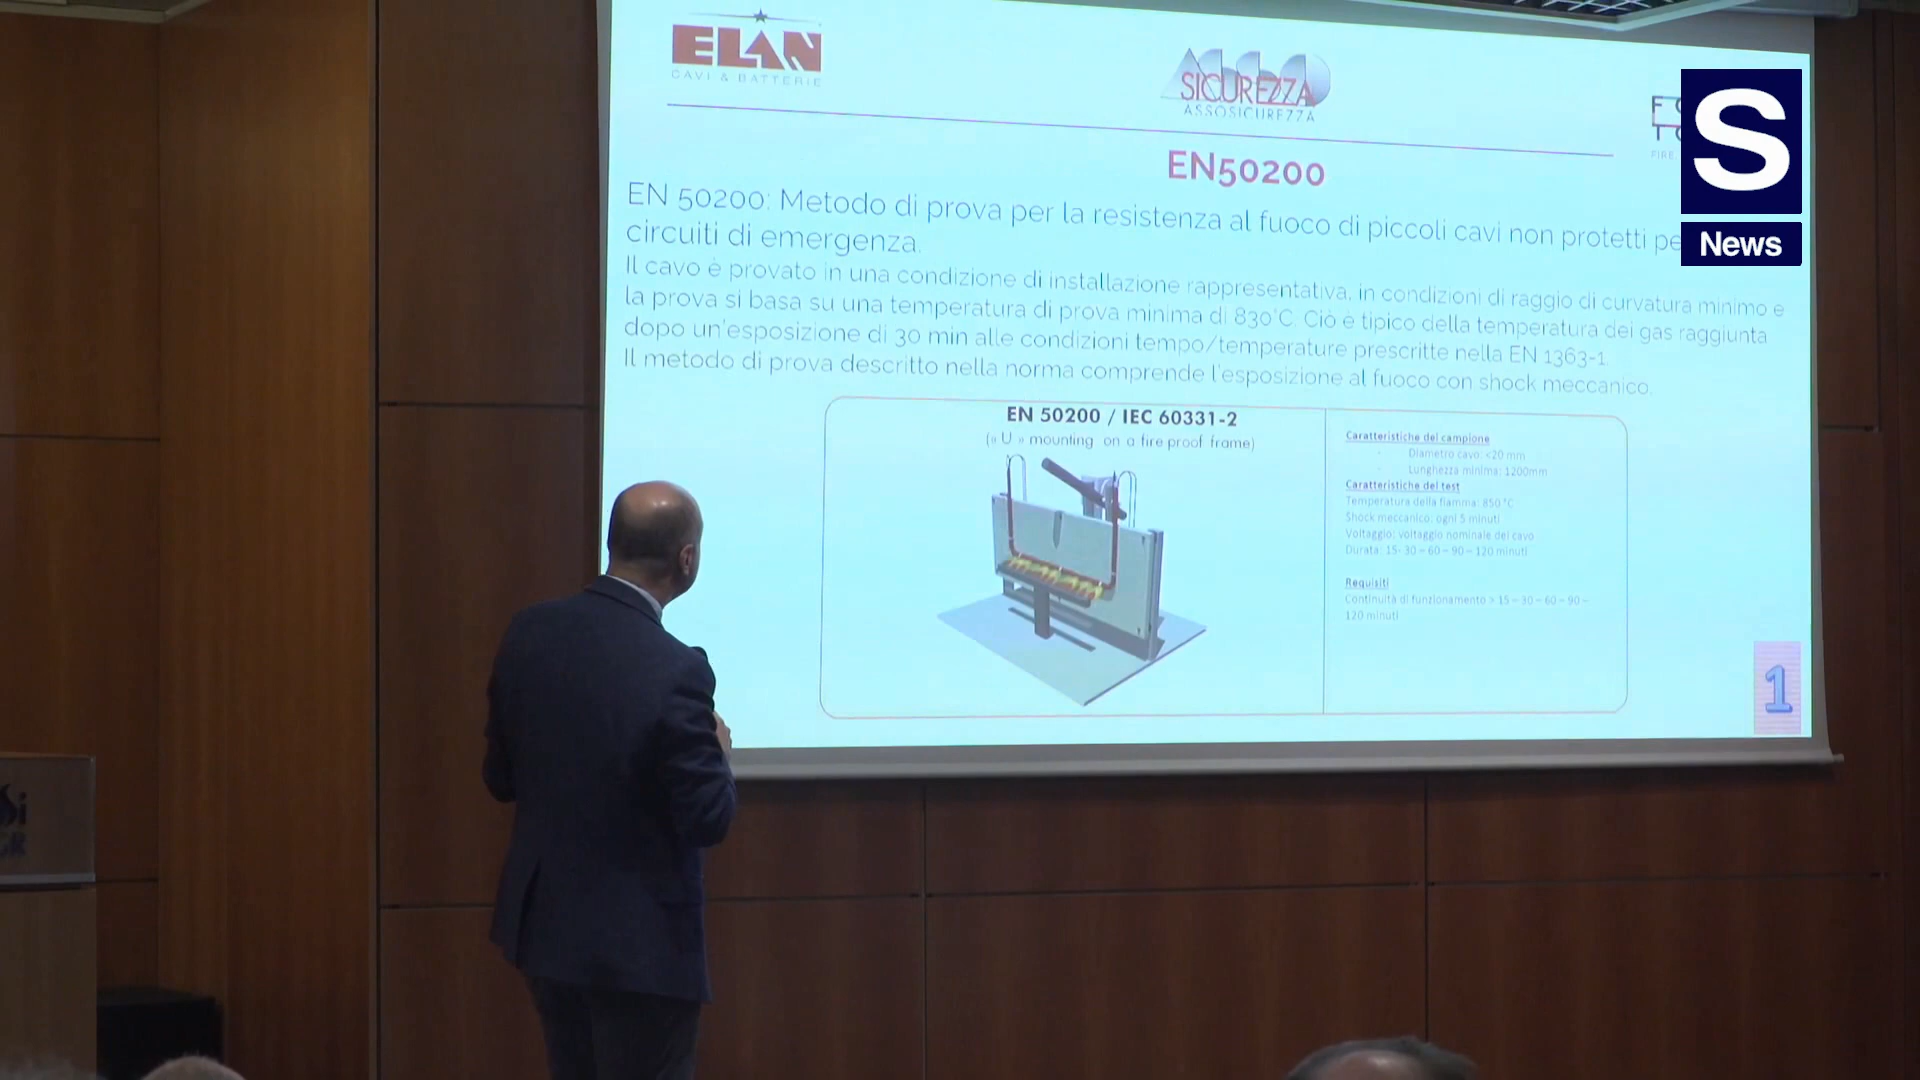 ELAN
CAVI & BATTERIE
ASSO
SICUREZZA
ASSOSICUREZZA
FIRE
S
News
EN50200
EN 50200: Metodo di prova per la resistenza al fuoco di piccoli cavi non protetti pe
circuiti di emergenza.
Il cavo è provato in una condizione di installazione rappresentativa, in condizioni di raggio di curvatura minimo e
la prova si basa su una temperatura di prova minima di 830°C. Ciò è tipico della temperatura dei gas raggiunta
dopo un'esposizione di 30 min alle condizioni tempo/temperature prescritte nella EN 1363-1.
Il metodo di prova descritto nella norma comprende l'esposizione al fuoco con shock meccanico.
EN 50200 / IEC 60331-2
(« U » mounting on a fire proof frame)
Caratteristiche del campione
- Diametro cavo: <20 mm
- Lunghezza minima: 1200mm
Caratteristiche del test
Temperatura della fiamma: 850 °C
Shock meccanico: ogni 5 minuti
Voltaggio: voltaggio nominale del cavo
Durata: 15- 30 – 60 – 90 – 120 minuti
Requisiti
Continuità di funzionamento > 15 – 30 – 60 – 90 –
120 minuti
1